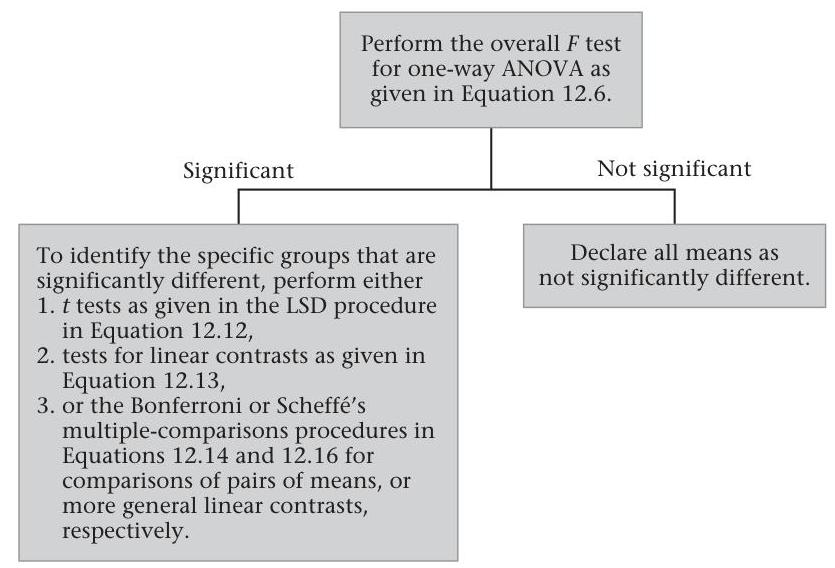 Perform the overall F test
for one-way ANOVA as
given in Equation 12.6.
Significant
Not significant
To identify the specific groups that are
significantly different, perform either
1. t tests as given in the LSD procedure
in Equation 12.12,
2. tests for linear contrasts as given in
Equation 12.13,
3. or the Bonferroni or Scheffé’s
multiple-comparisons procedures in
Equations 12.14 and 12.16 for
comparisons of pairs of means, or
more general linear contrasts,
respectively.
Declare all means as
not significantly different.